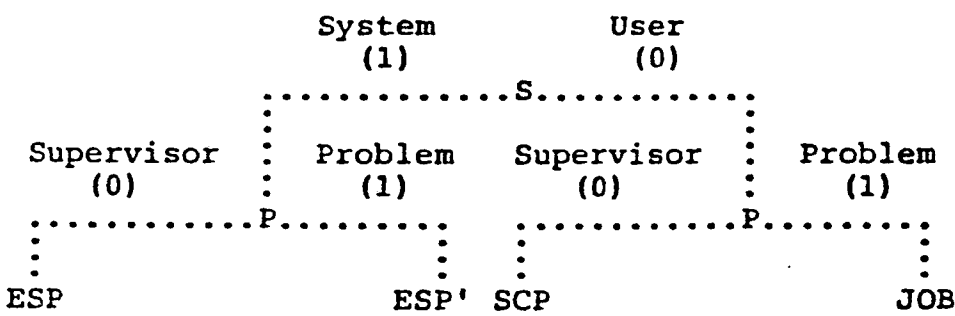 System User
(1) (0)
S
Supervisor Problem Supervisor Problem
(0) (1) (0) (1)
P P
ESP ESP' SCP JOB